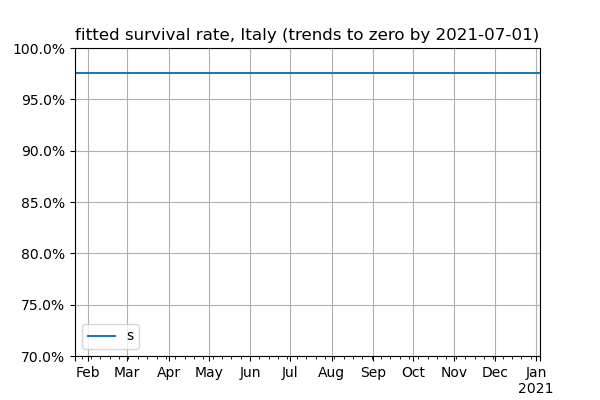 fitted survival rate, Italy (trends to zero by 2021-07-01)
100.0%
95.0%
90.0%
85.0%
80.0%
75.0%
70.0%
s
Feb Mar Apr May Jun Jul Aug Sep Oct Nov Dec Jan
2021